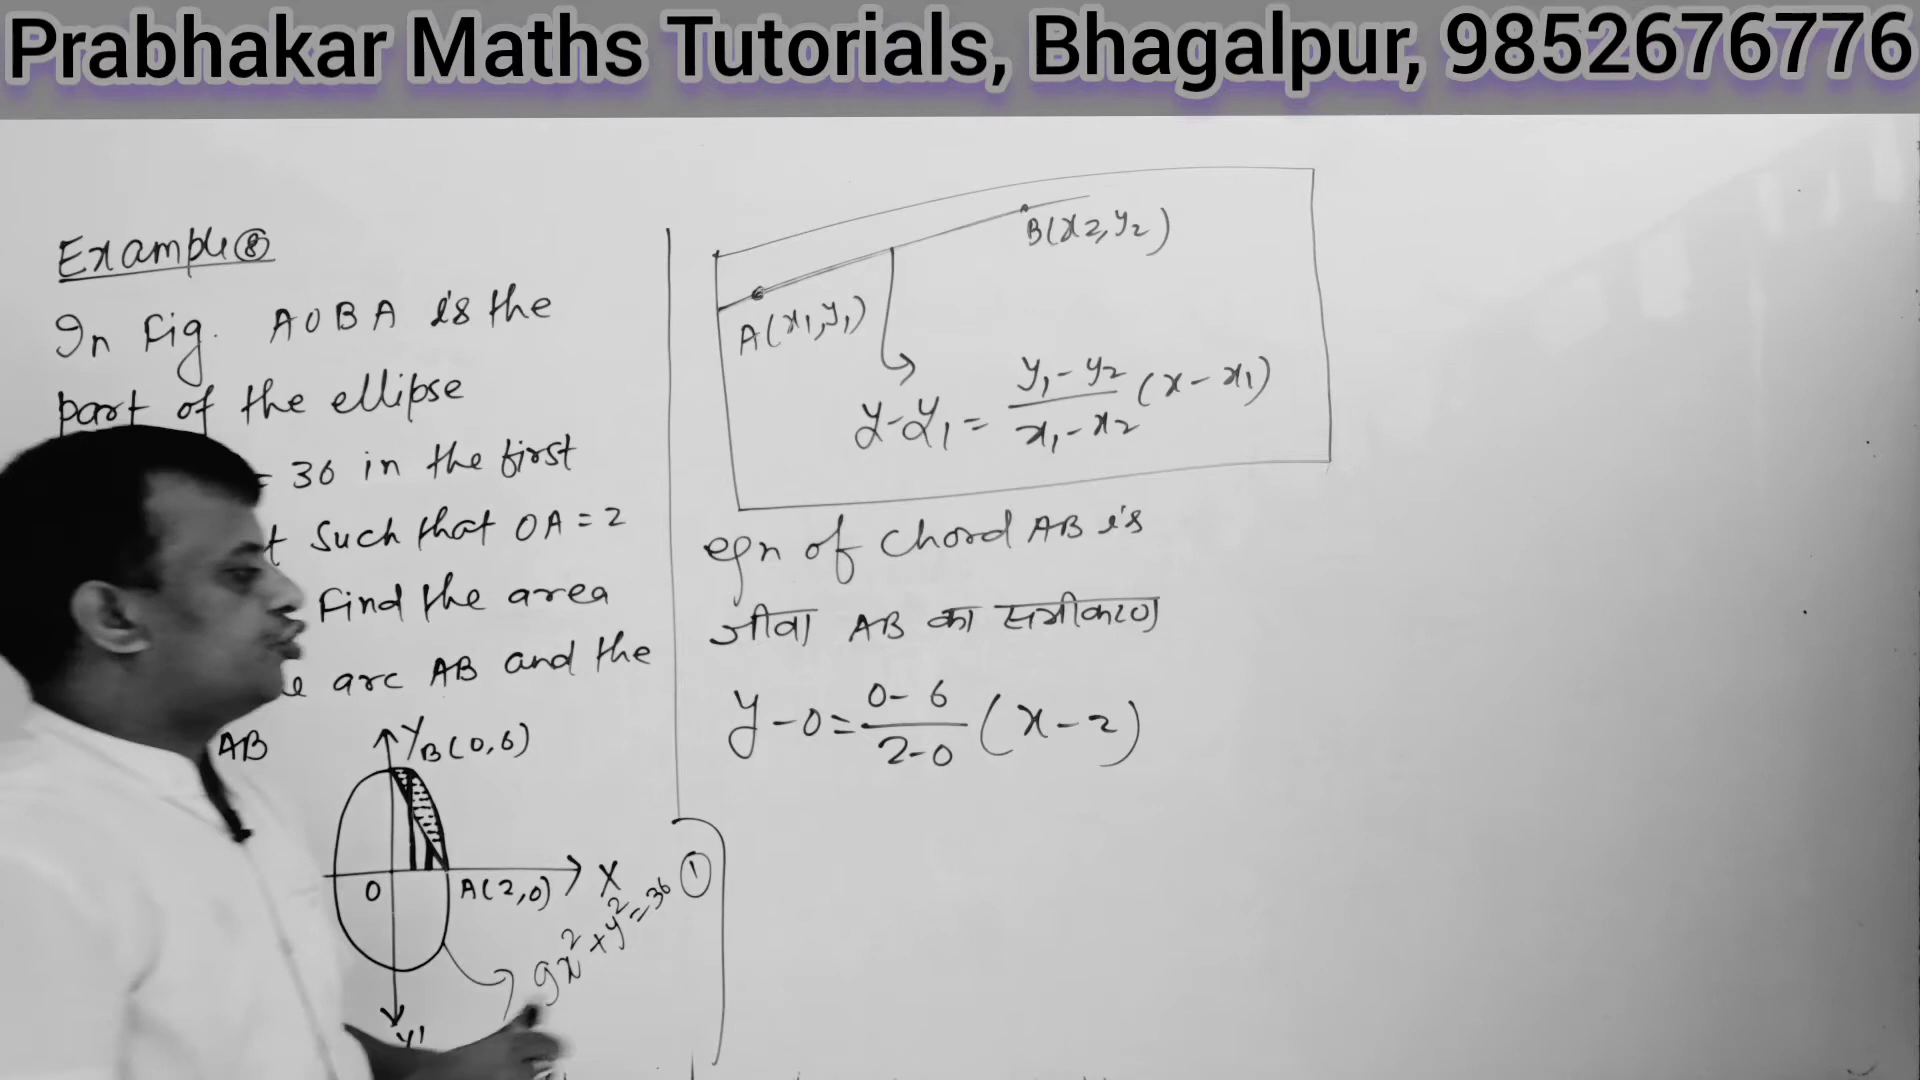 Prabhakar Maths Tutorials, Bhagalpur, 9852676776
Example ⑧
In Fig. AOBA is the
part of the ellipse
= 36 in the first
t Such that OA = 2
Find the area
e arc AB and the
AB
Y
B(0,6)
O
A(2,0)
X
9x²+y²=36 ①
Y'
B(x2,y2)
A(x1,y1)
y-y1 = (y1-y2)/(x1-x2) (x-x1)
eqn of Chord AB is
जीवा AB का समीकरण
y-0 = (0-6)/(2-0) (x-2)